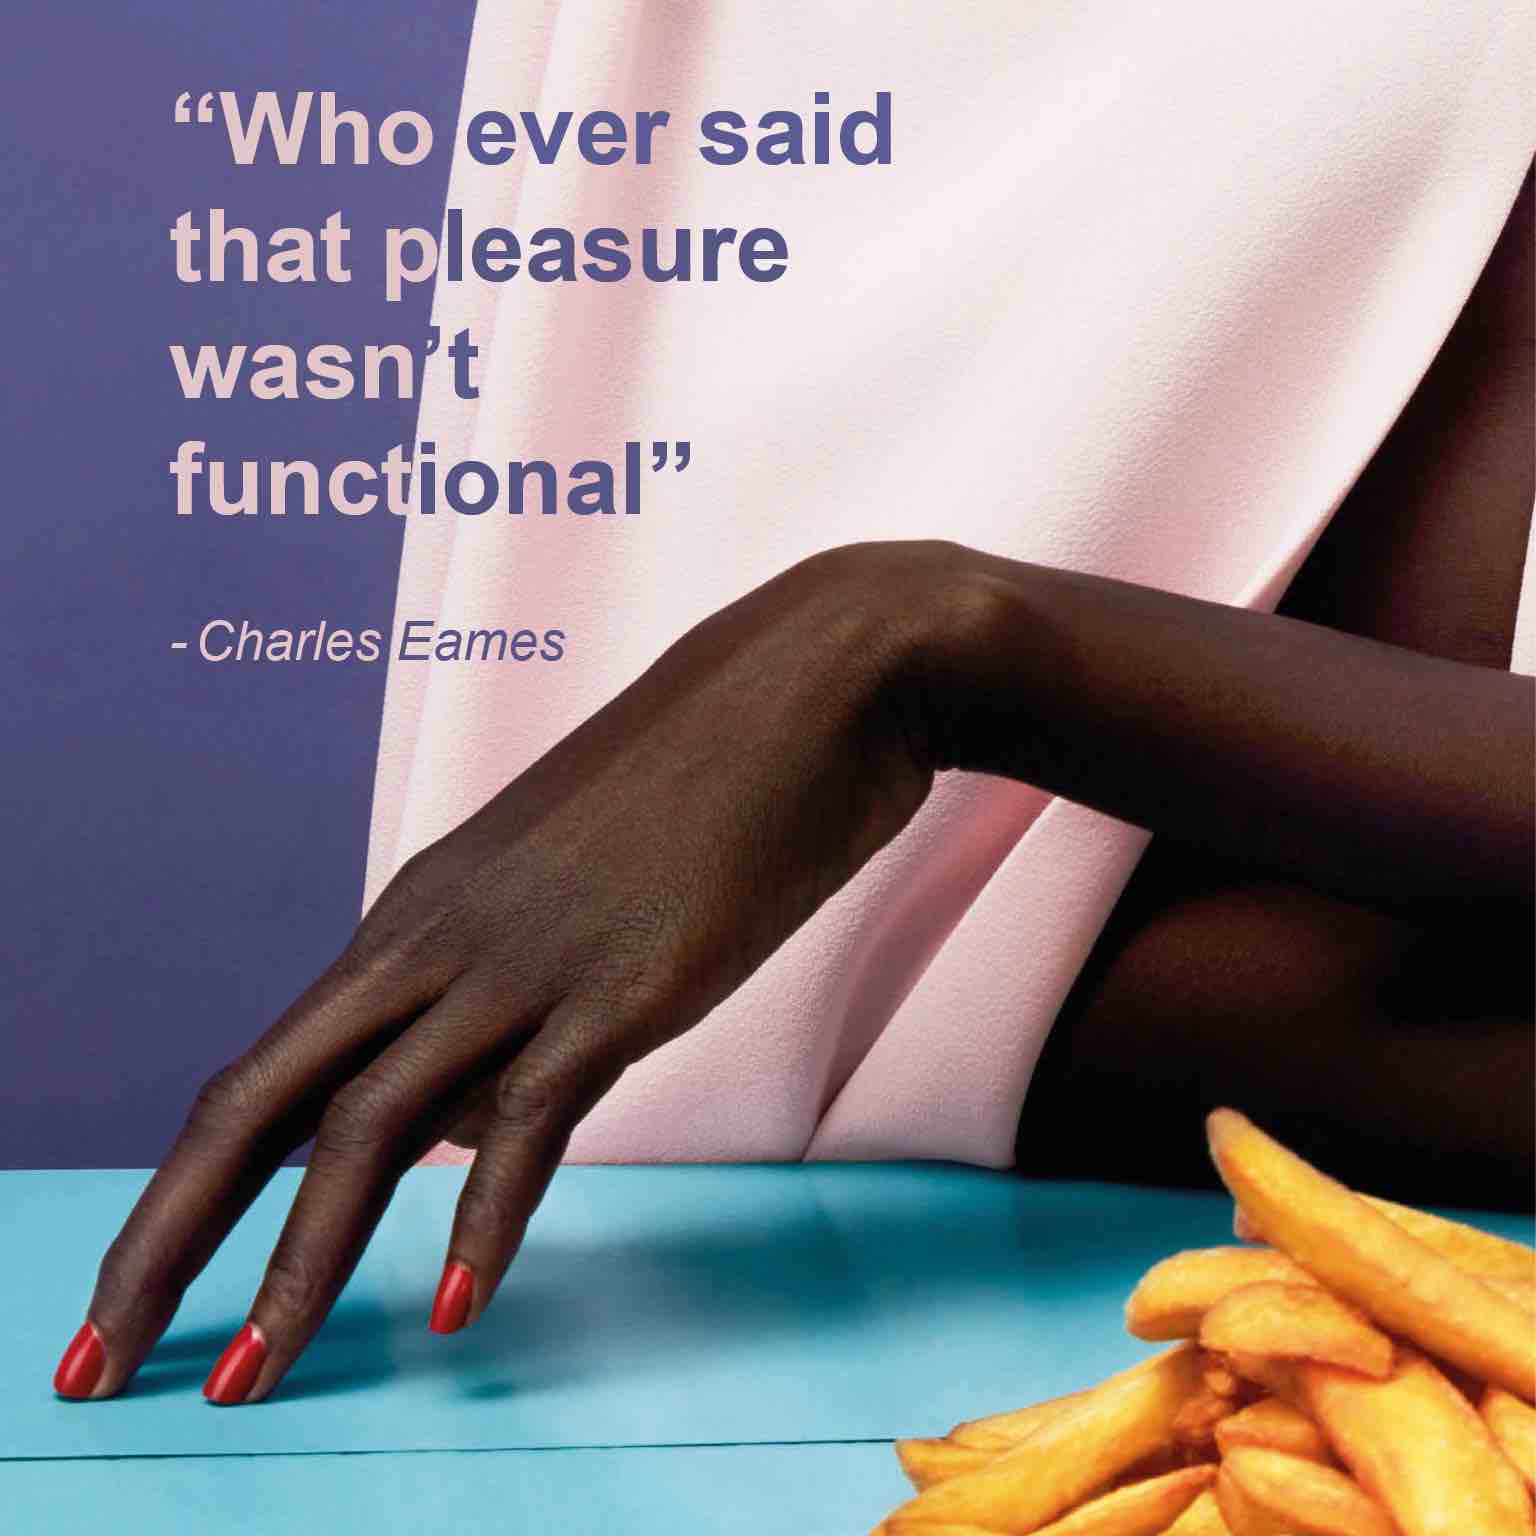 “Who ever said
that pleasure
wasn’t
functional”
- Charles Eames